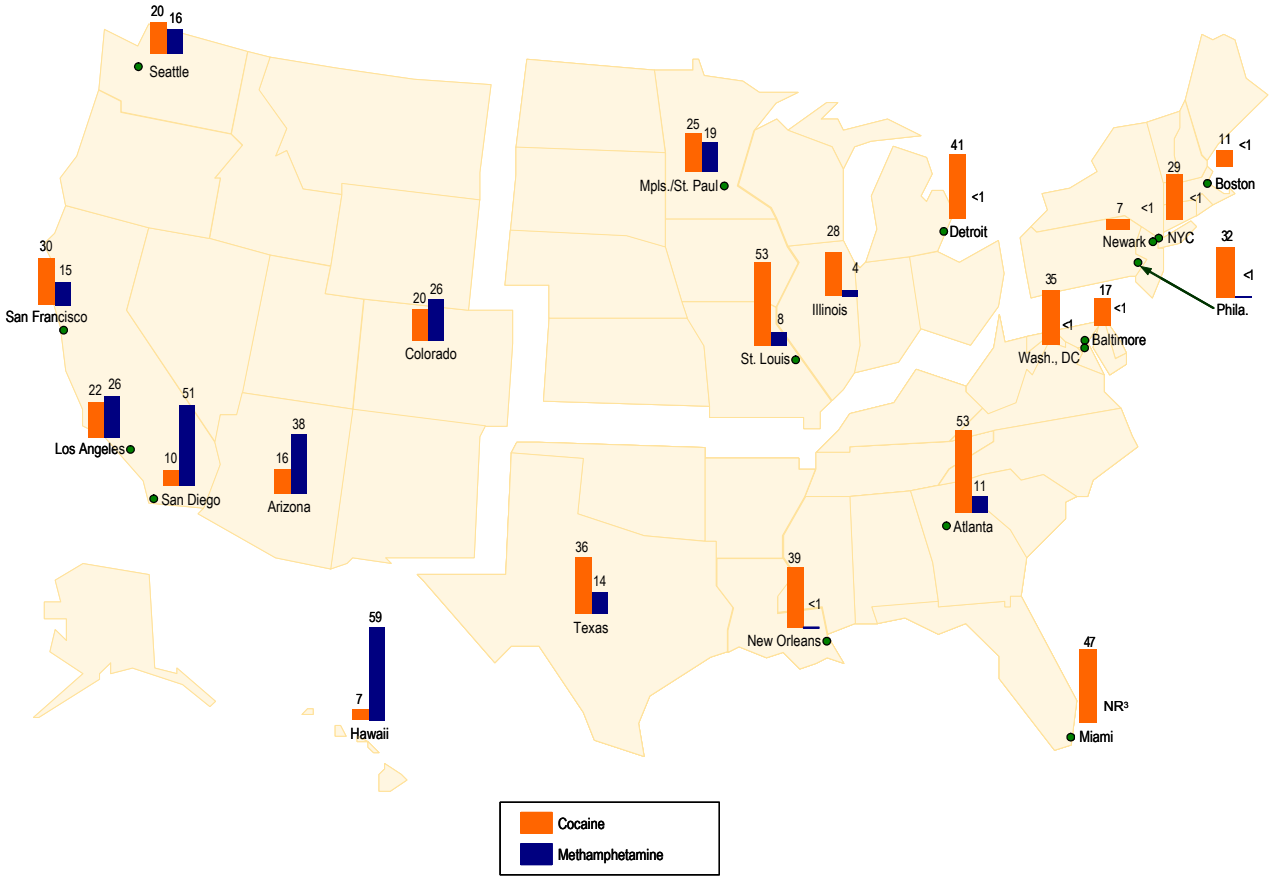 20 16
Seattle
25 19
Mpls./St. Paul
41
<1
Detroit
11 <1
Boston
29
<1
NYC
7 <1
Newark
32
<1
Phila.
30
15
San Francisco
20 26
Colorado
53
8
St. Louis
28
4
Illinois
35
<1
Wash., DC
17
<1
Baltimore
22 26
Los Angeles
51
10
San Diego
38
16
Arizona
53
11
Atlanta
36
14
Texas
39
<1
New Orleans
59
7
Hawaii
47
NR³
Miami
Cocaine
Methamphetamine